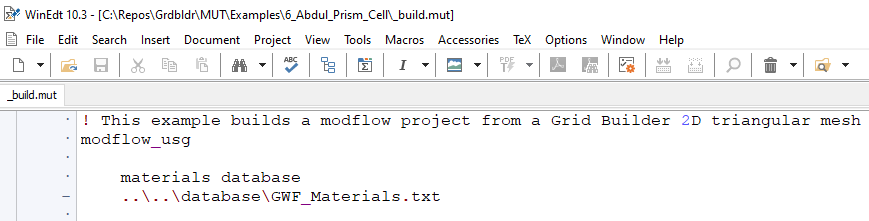 WinEdt 10.3 - [C:\Repos\Grdbldr\MUT\Examples\6_Abdul_Prism_Cell\_build.mut]
File Edit Search Insert Document Project View Tools Macros Accessories TeX Options Window Help
ABC I PDF
_build.mut
! This example builds a modflow project from a Grid Builder 2D triangular mesh
modflow_usg
materials database
..\..\database\GWF_Materials.txt